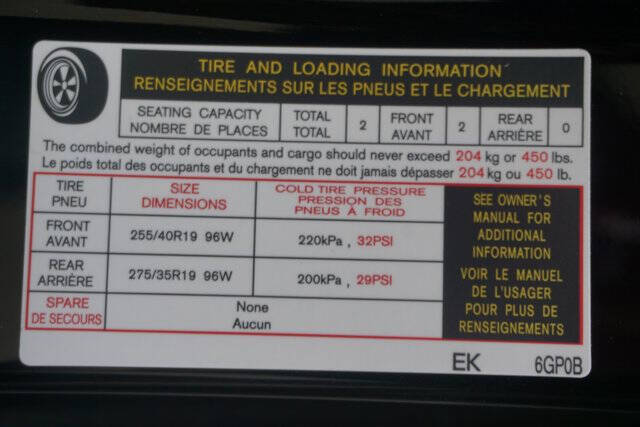 TIRE AND LOADING INFORMATION
RENSEIGNEMENTS SUR LES PNEUS ET LE CHARGEMENT
SEATING CAPACITY TOTAL 2 FRONT 2 REAR 0
NOMBRE DE PLACES TOTAL AVANT ARRIÈRE
The combined weight of occupants and cargo should never exceed 204 kg or 450 lbs.
Le poids total des occupants et du chargement ne doit jamais dépasser 204 kg ou 450 lb.
TIRE SIZE COLD TIRE PRESSURE
PNEU DIMENSIONS PRESSION DES
PNEUS À FROID
FRONT
AVANT 255/40R19 96W 220kPa , 32PSI
REAR
ARRIÈRE 275/35R19 96W 200kPa , 29PSI
SPARE None
DE SECOURS Aucun
SEE OWNER'S
MANUAL FOR
ADDITIONAL
INFORMATION
VOIR LE MANUEL
DE L'USAGER
POUR PLUS DE
RENSEIGNEMENTS
EK 6GP0B